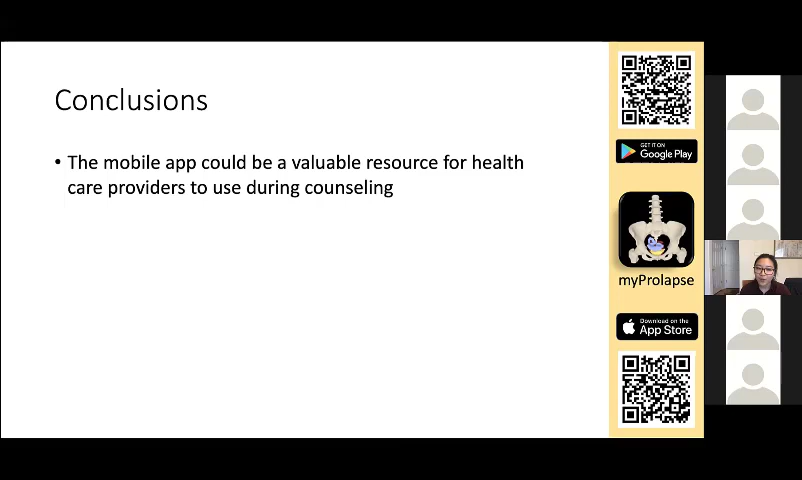 Conclusions
• The mobile app could be a valuable resource for health
care providers to use during counseling
GET IT ON
Google Play
myProlapse
Download on the
App Store